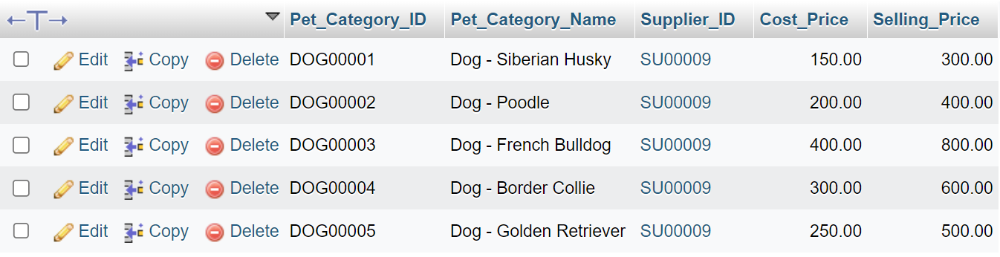 ←T→ Pet_Category_ID Pet_Category_Name Supplier_ID Cost_Price Selling_Price
Edit Copy Delete DOG00001 Dog - Siberian Husky SU00009 150.00 300.00
Edit Copy Delete DOG00002 Dog - Poodle SU00009 200.00 400.00
Edit Copy Delete DOG00003 Dog - French Bulldog SU00009 400.00 800.00
Edit Copy Delete DOG00004 Dog - Border Collie SU00009 300.00 600.00
Edit Copy Delete DOG00005 Dog - Golden Retriever SU00009 250.00 500.00